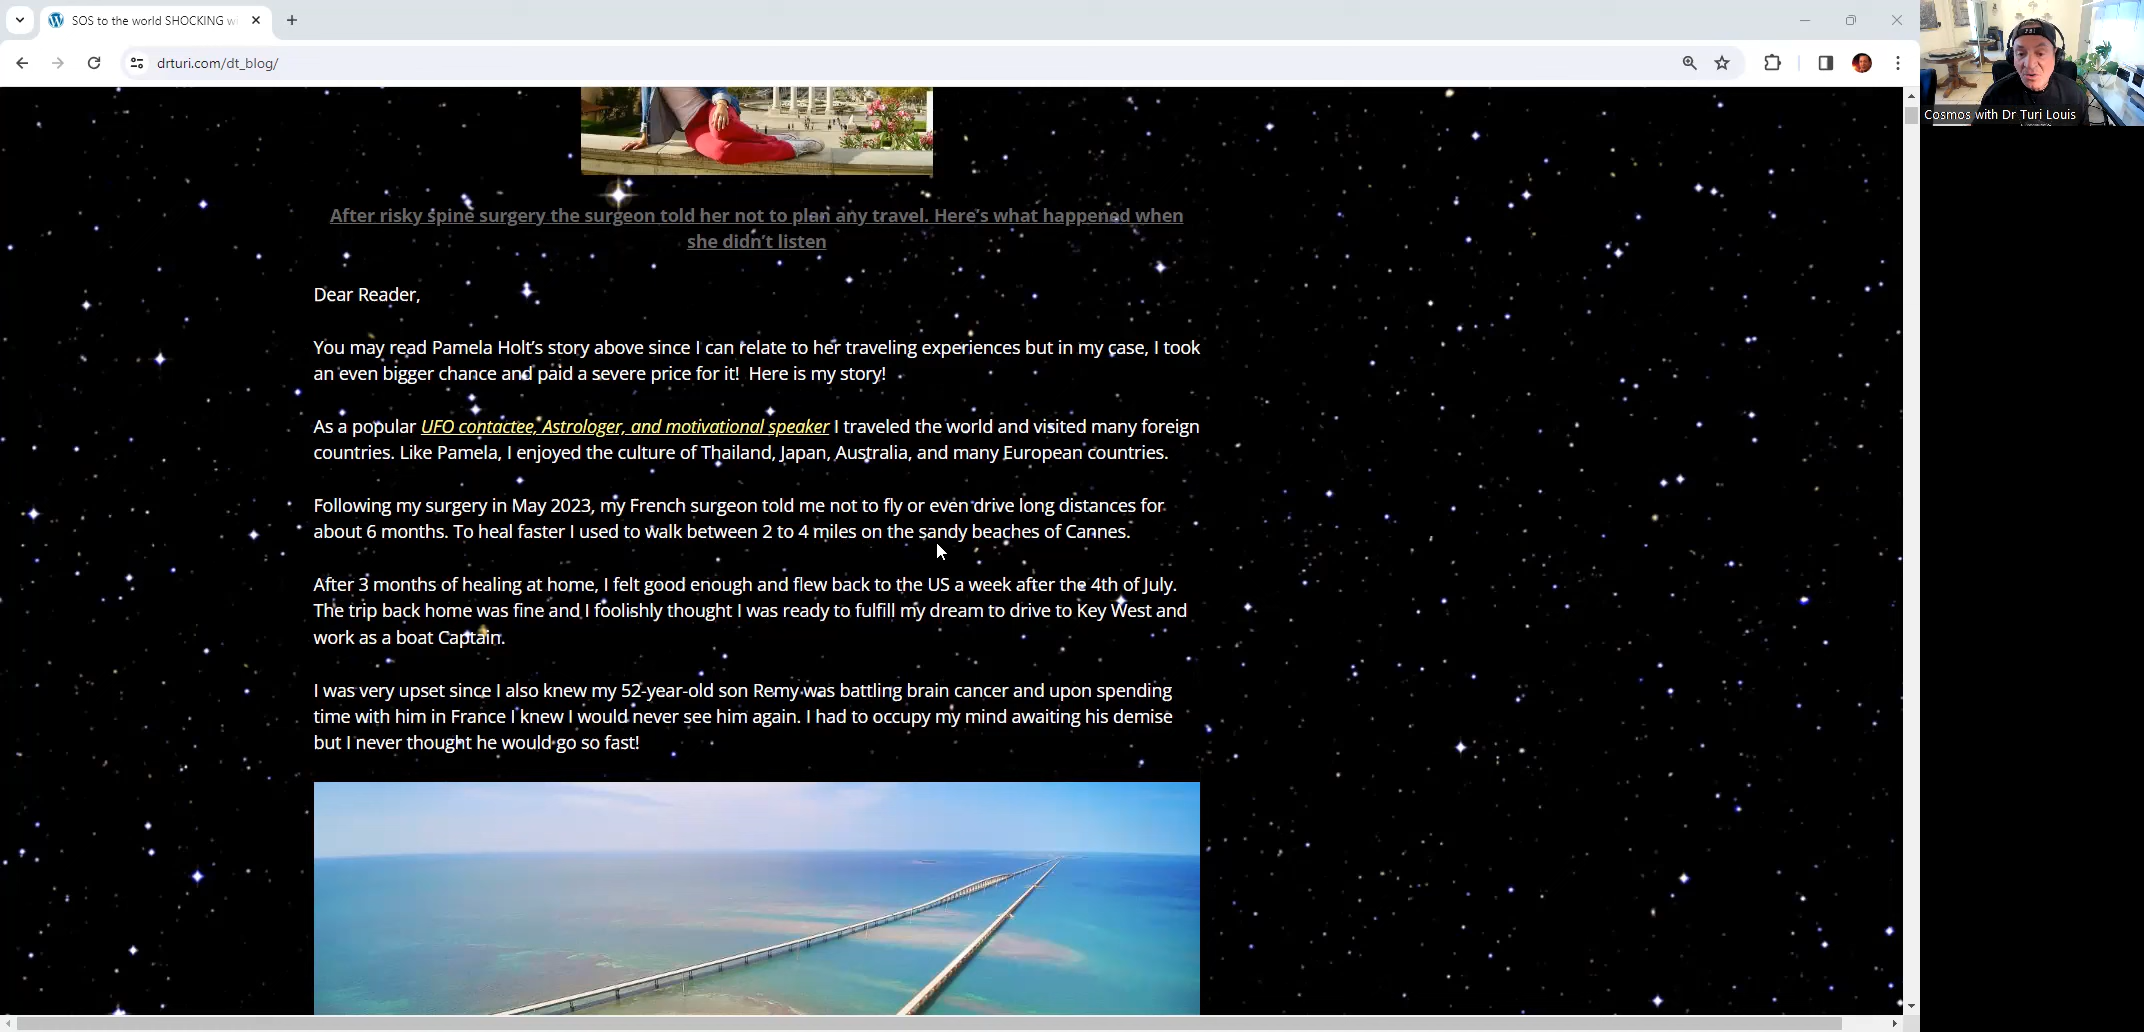 SOS to the world SHOCKING w
drturi.com/dt_blog/
Cosmos with Dr Turi Louis
After risky spine surgery the surgeon told her not to plan any travel. Here's what happened when
she didn't listen
Dear Reader,
You may read Pamela Holt's story above since I can relate to her traveling experiences but in my case, I took
an even bigger chance and paid a severe price for it!  Here is my story!
As a popular UFO contactee, Astrologer, and motivational speaker I traveled the world and visited many foreign
countries. Like Pamela, I enjoyed the culture of Thailand, Japan, Australia, and many European countries.
Following my surgery in May 2023, my French surgeon told me not to fly or even drive long distances for
about 6 months. To heal faster I used to walk between 2 to 4 miles on the sandy beaches of Cannes.
After 3 months of healing at home, I felt good enough and flew back to the US a week after the 4th of July.
The trip back home was fine and I foolishly thought I was ready to fulfill my dream to drive to Key West and
work as a boat Captain.
I was very upset since I also knew my 52-year-old son Remy was battling brain cancer and upon spending
time with him in France I knew I would never see him again. I had to occupy my mind awaiting his demise
but I never thought he would go so fast!